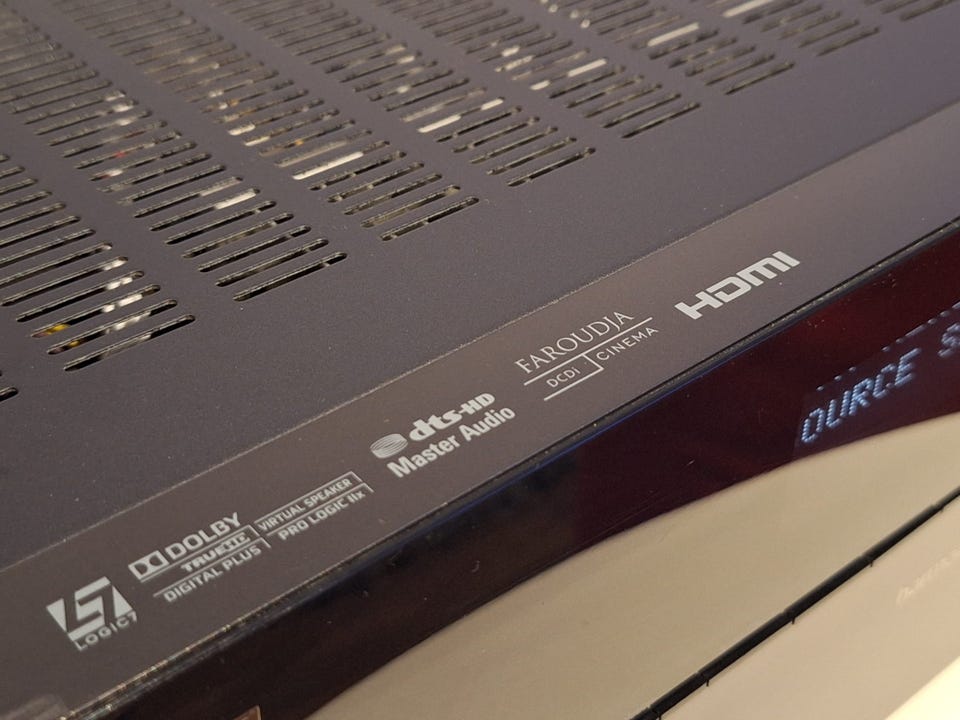 LOGIC7
DOLBY
TRUEHD
DIGITAL PLUS
VIRTUAL SPEAKER
PRO LOGIC IIx
dts-HD
Master Audio
FAROUDJA
DCDi CINEMA
HDMI
OURCE